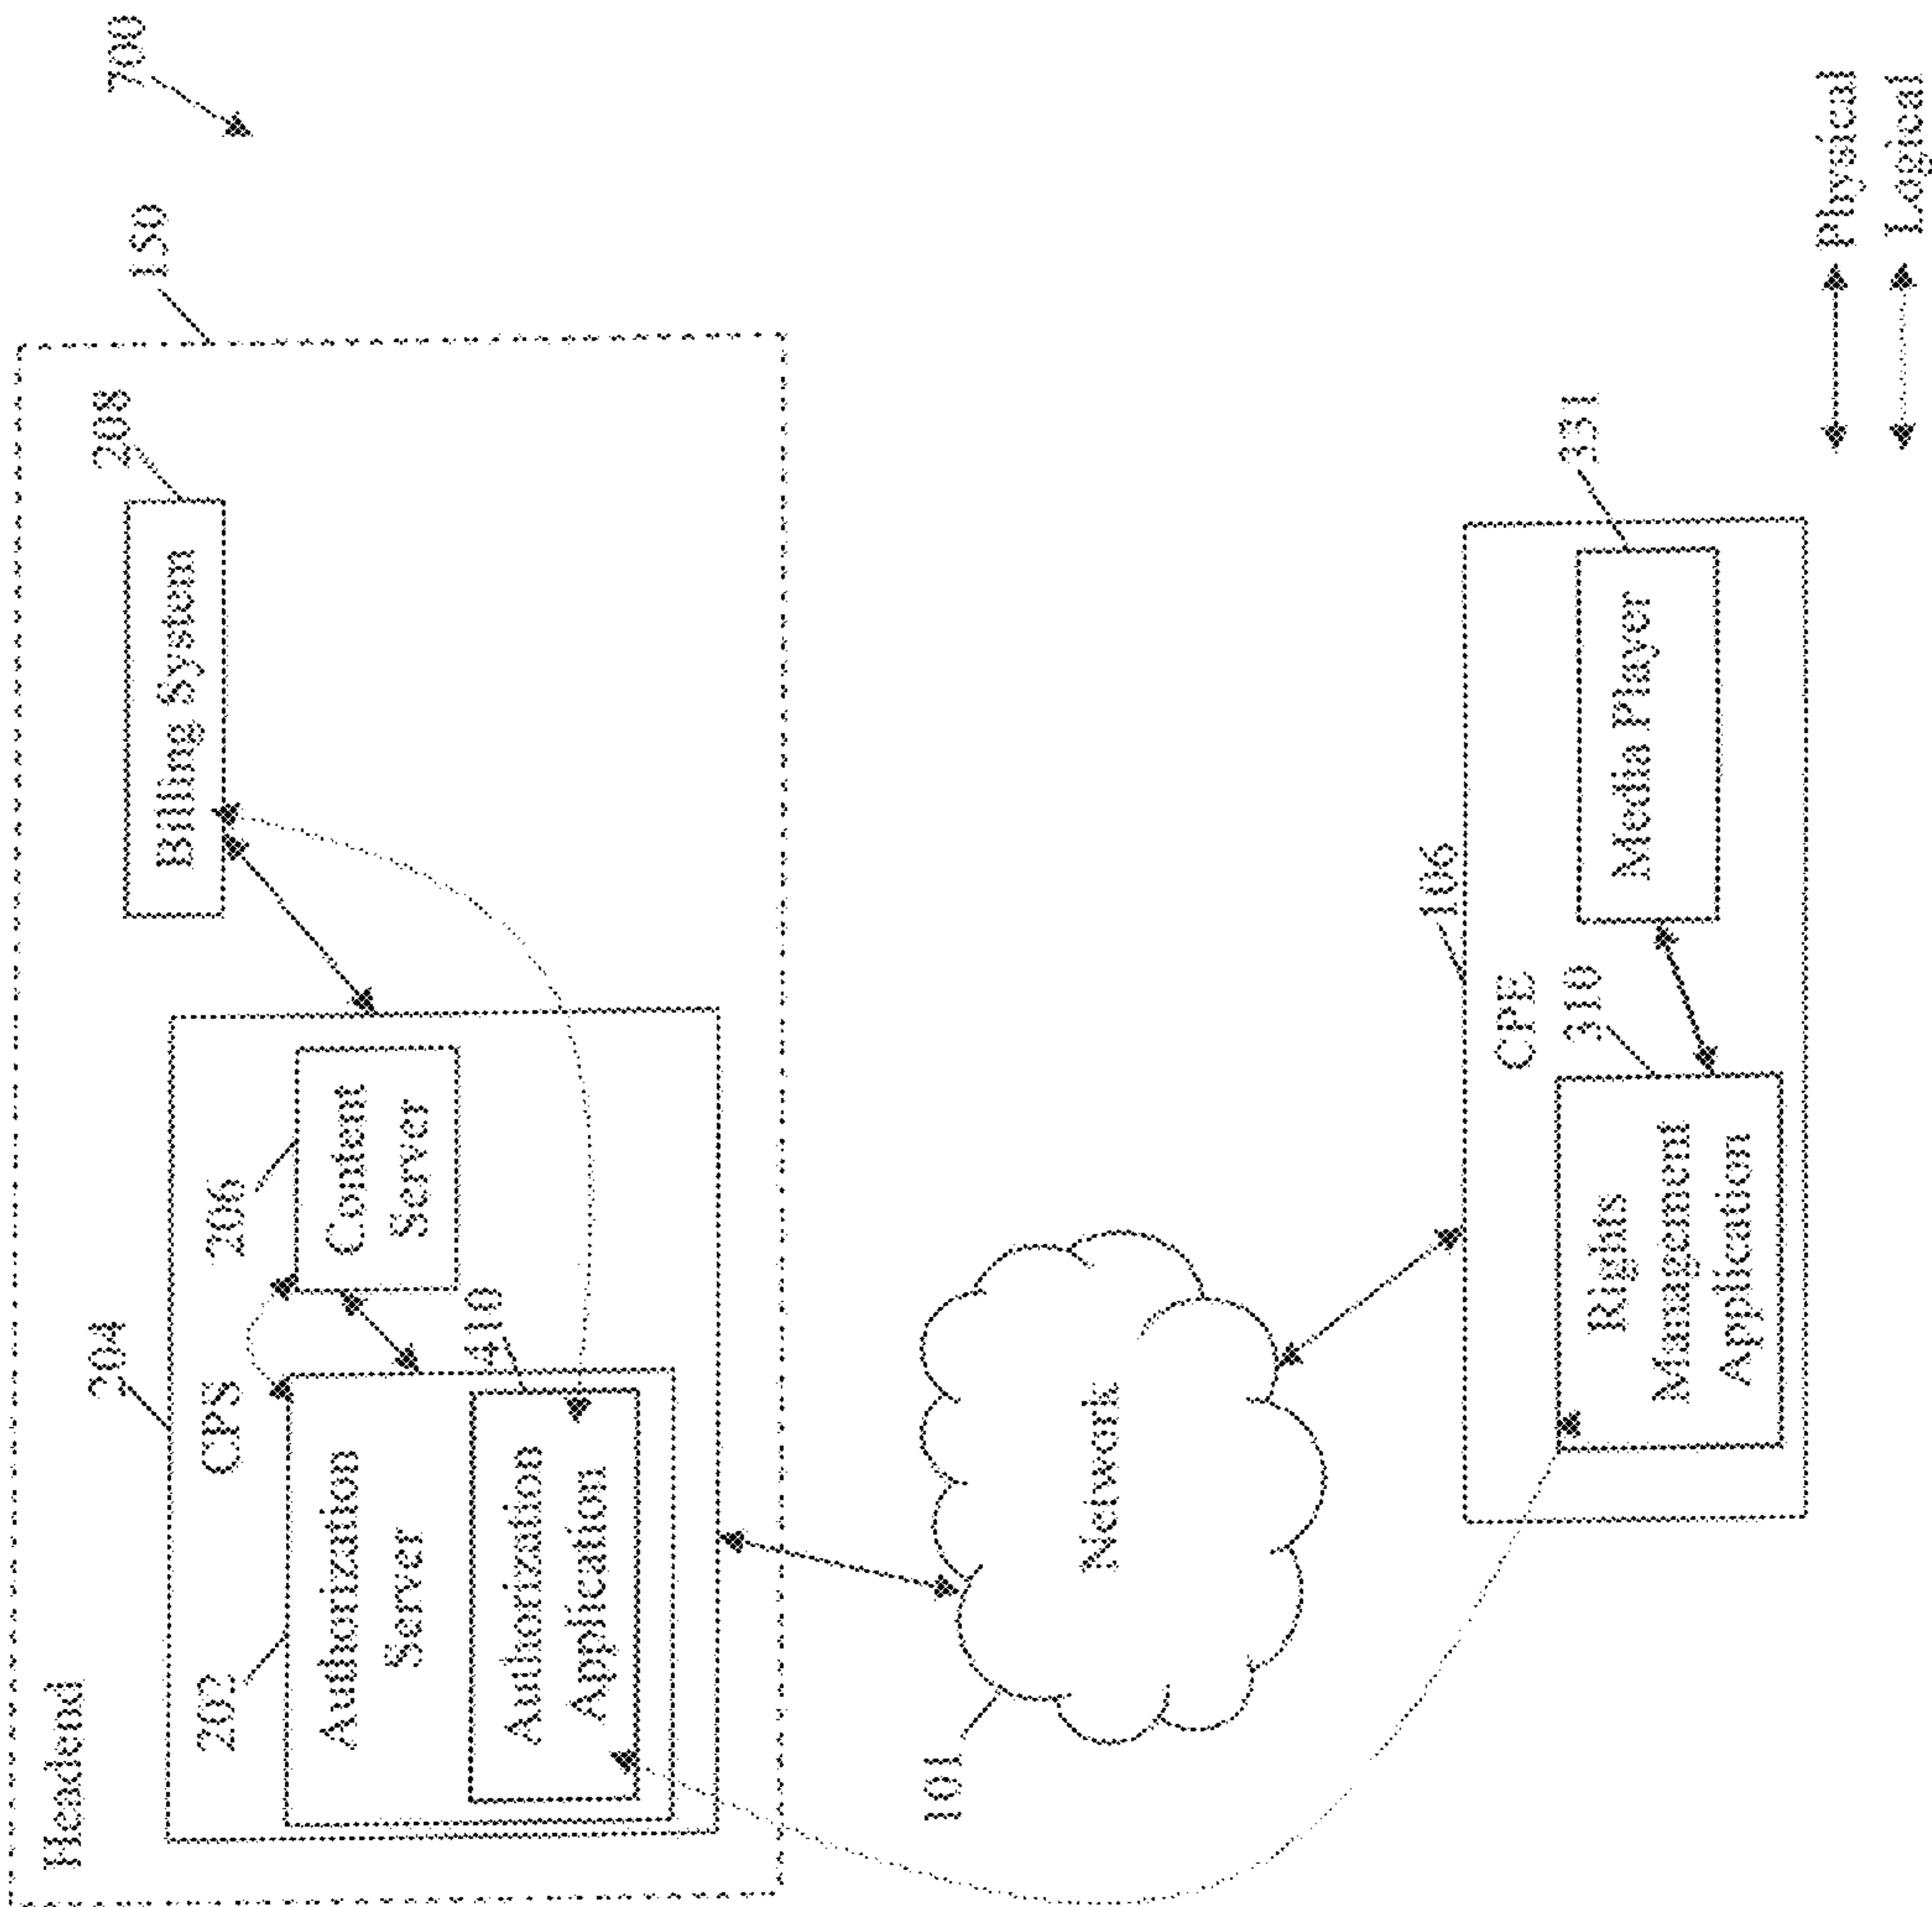 700
150
Headend
208
Billing System
204
CPS
206
Content
Server
202
Authorization
Server
410
Authorization
Application
101
Network
106
CPE
310
Rights
Management
Application
331
Media Player
Physical
Logical